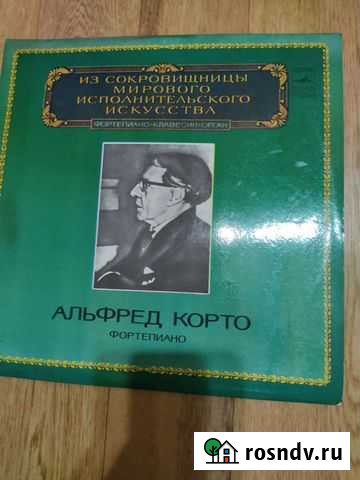 ИЗ СОКРОВИЩНИЦЫ
МИРОВОГО
ИСПОЛНИТЕЛЬСКОГО
ИСКУССТВА
ФОРТЕПИАНО·КЛАВЕСИН·ОРГАН
АЛЬФРЕД КОРТО
ФОРТЕПИАНО
rosndv.ru